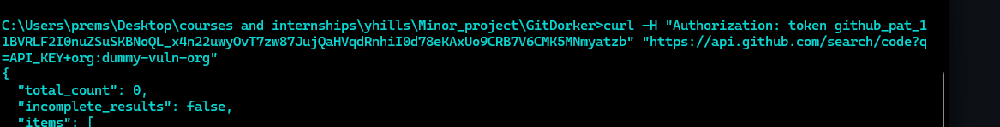 C:\Users\prems\Desktop\courses and internships\yhills\Minor_project\GitDorker>curl -H "Authorization: token github_pat_1
1BVRLF2I0nuZSuSKBNoQL_x4n22uwyOvT7zw87JujQaHVqdRnhiI0d78eKAxUo9CRB7V6CMK5MNmyatzb" "https://api.github.com/search/code?q
=API_KEY+org:dummy-vuln-org"
{
  "total_count": 0,
  "incomplete_results": false,
  "items": [